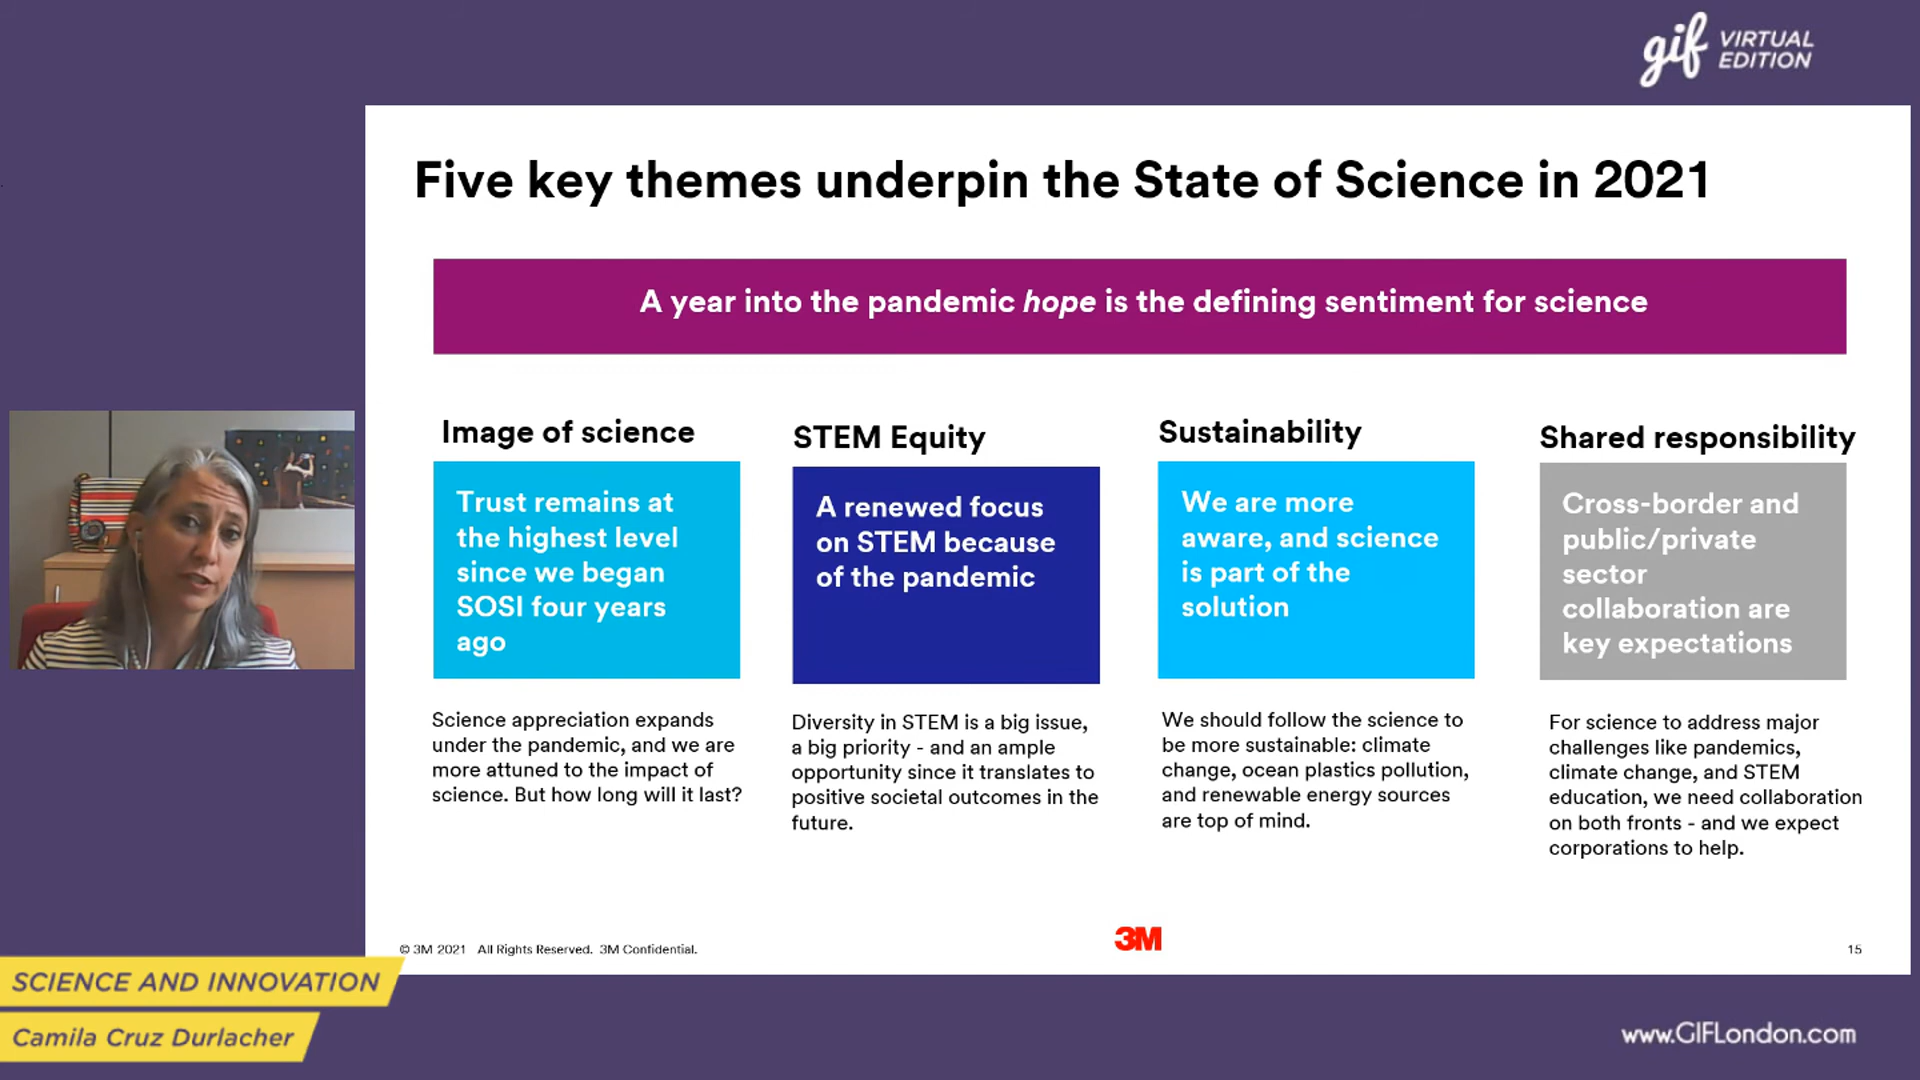 gif VIRTUAL
EDITION
Five key themes underpin the State of Science in 2021
A year into the pandemic hope is the defining sentiment for science
Image of science
Trust remains at
the highest level
since we began
SOSI four years
ago
Science appreciation expands
under the pandemic, and we are
more attuned to the impact of
science. But how long will it last?
STEM Equity
A renewed focus
on STEM because
of the pandemic
Diversity in STEM is a big issue,
a big priority - and an ample
opportunity since it translates to
positive societal outcomes in the
future.
Sustainability
We are more
aware, and science
is part of the
solution
We should follow the science to
be more sustainable: climate
change, ocean plastics pollution,
and renewable energy sources
are top of mind.
Shared responsibility
Cross-border and
public/private
sector
collaboration are
key expectations
For science to address major
challenges like pandemics,
climate change, and STEM
education, we need collaboration
on both fronts - and we expect
corporations to help.
© 3M 2021 All Rights Reserved. 3M Confidential.
3M
15
SCIENCE AND INNOVATION
Camila Cruz Durlacher
www.GIFLondon.com